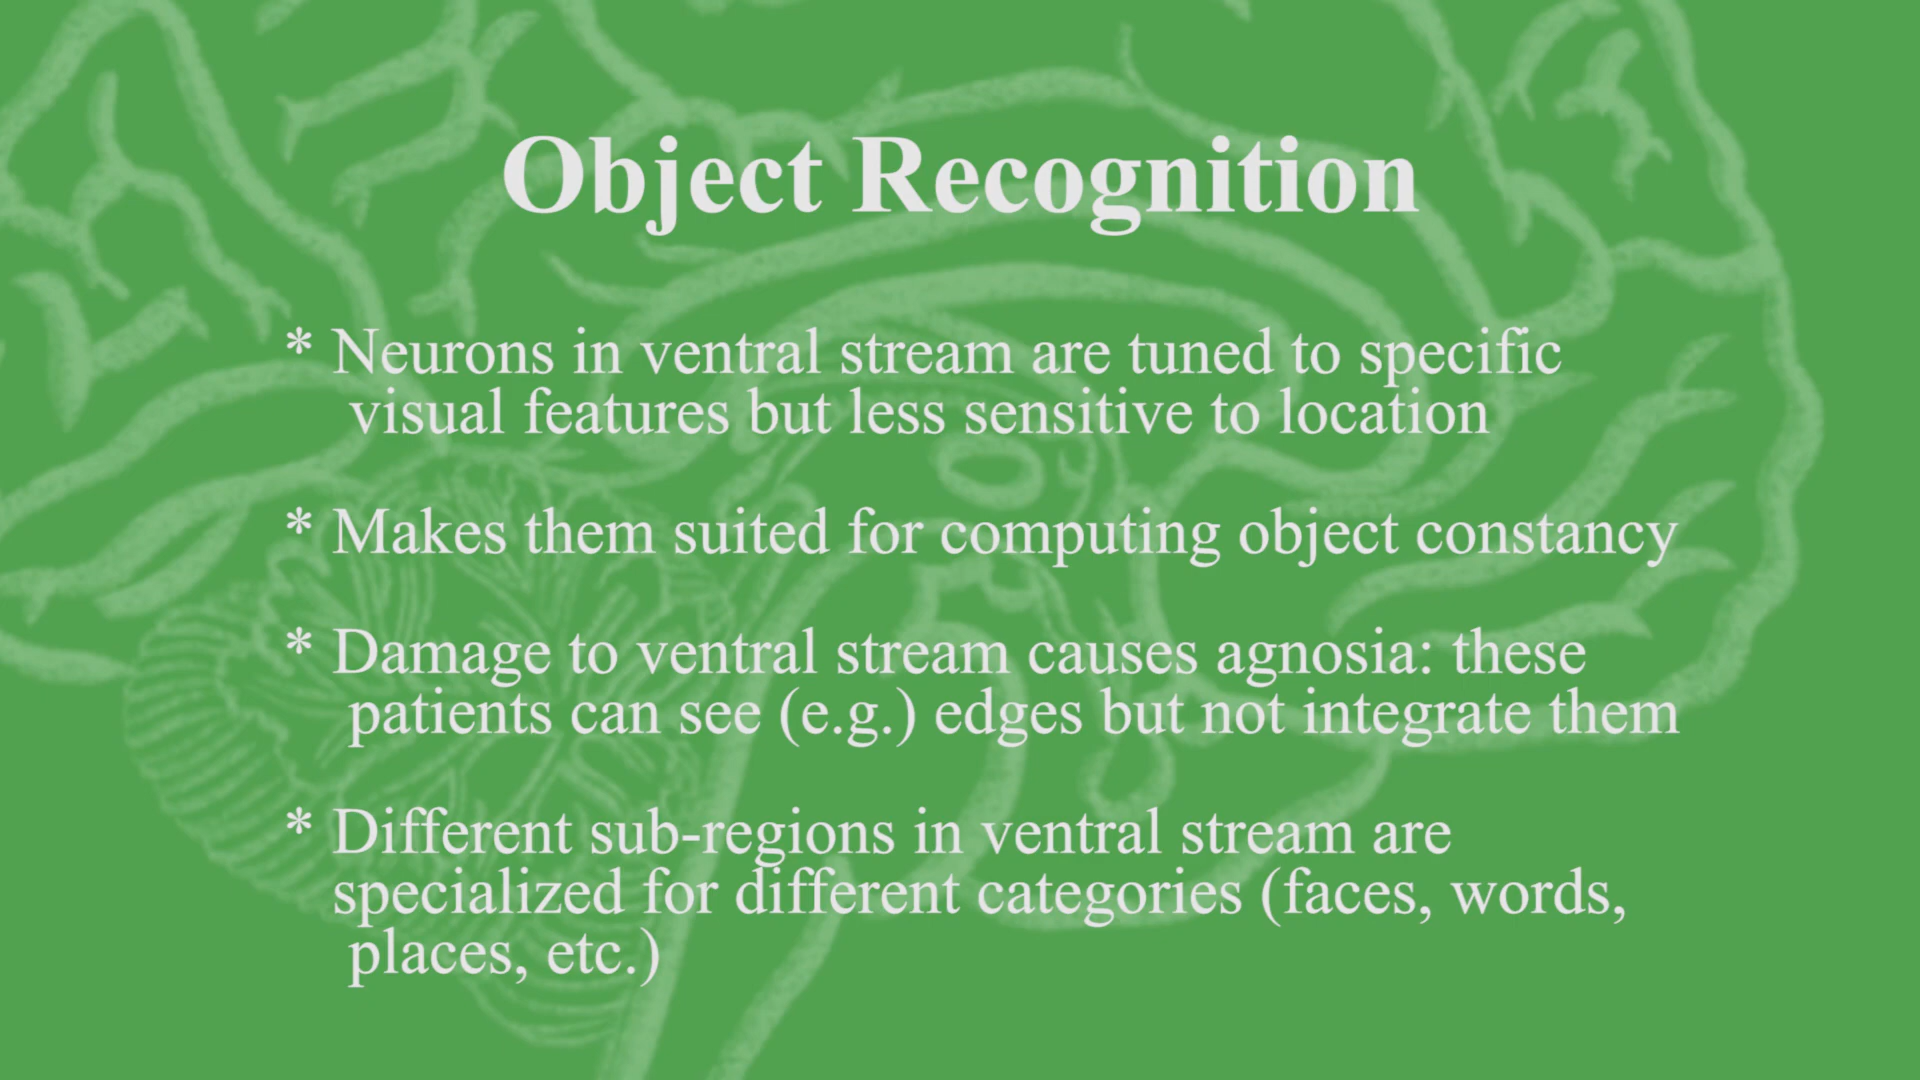 Object Recognition
* Neurons in ventral stream are tuned to specific
visual features but less sensitive to location
* Makes them suited for computing object constancy
* Damage to ventral stream causes agnosia: these
patients can see (e.g.) edges but not integrate them
* Different sub-regions in ventral stream are
specialized for different categories (faces, words,
places, etc.)